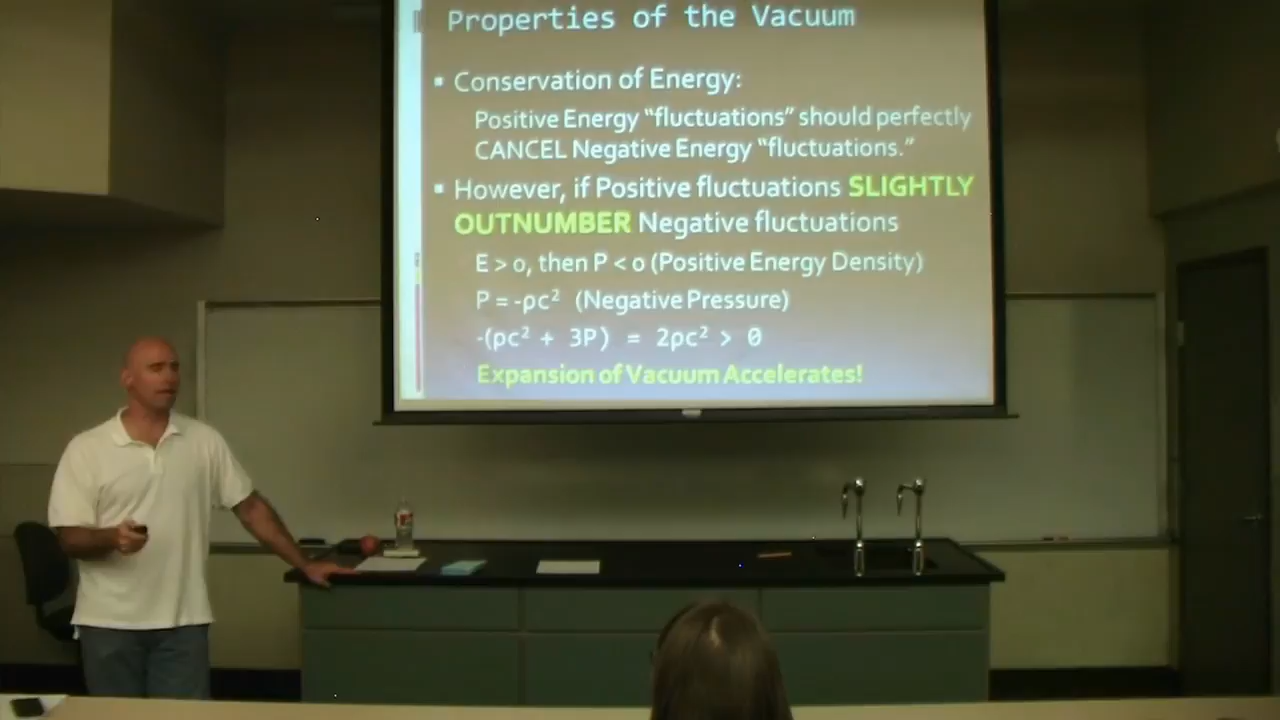 Properties of the Vacuum
▪ Conservation of Energy:
Positive Energy “fluctuations” should perfectly
CANCEL Negative Energy “fluctuations.”
▪ However, if Positive fluctuations SLIGHTLY
OUTNUMBER Negative fluctuations
E > 0, then P < 0 (Positive Energy Density)
P = -ρc² (Negative Pressure)
-(ρc² + 3P) = 2ρc² > 0
Expansion of Vacuum Accelerates!